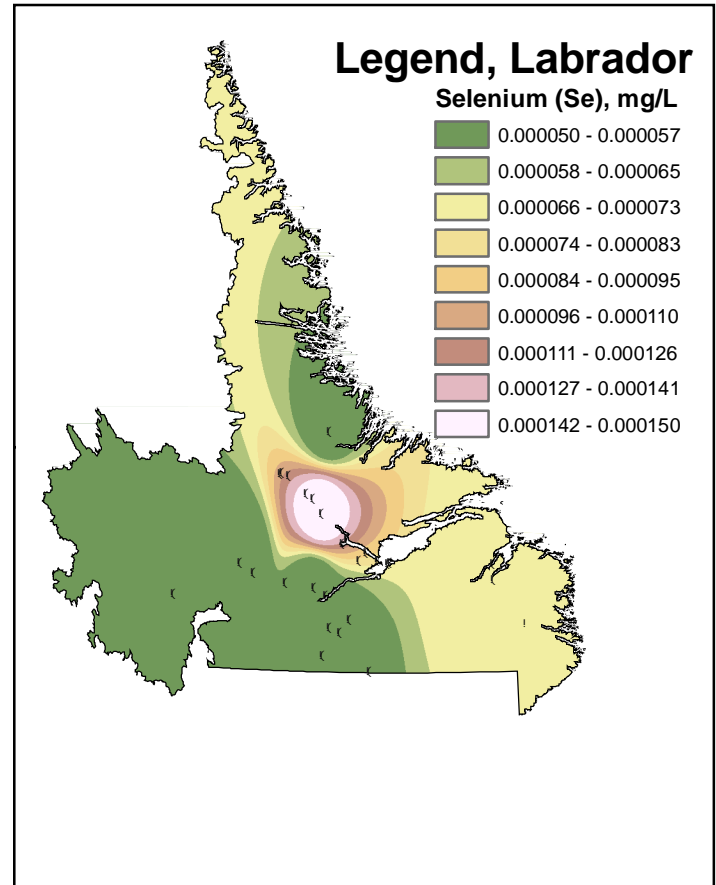 Legend, Labrador
Selenium (Se), mg/L
0.000050 - 0.000057
0.000058 - 0.000065
0.000066 - 0.000073
0.000074 - 0.000083
0.000084 - 0.000095
0.000096 - 0.000110
0.000111 - 0.000126
0.000127 - 0.000141
0.000142 - 0.000150